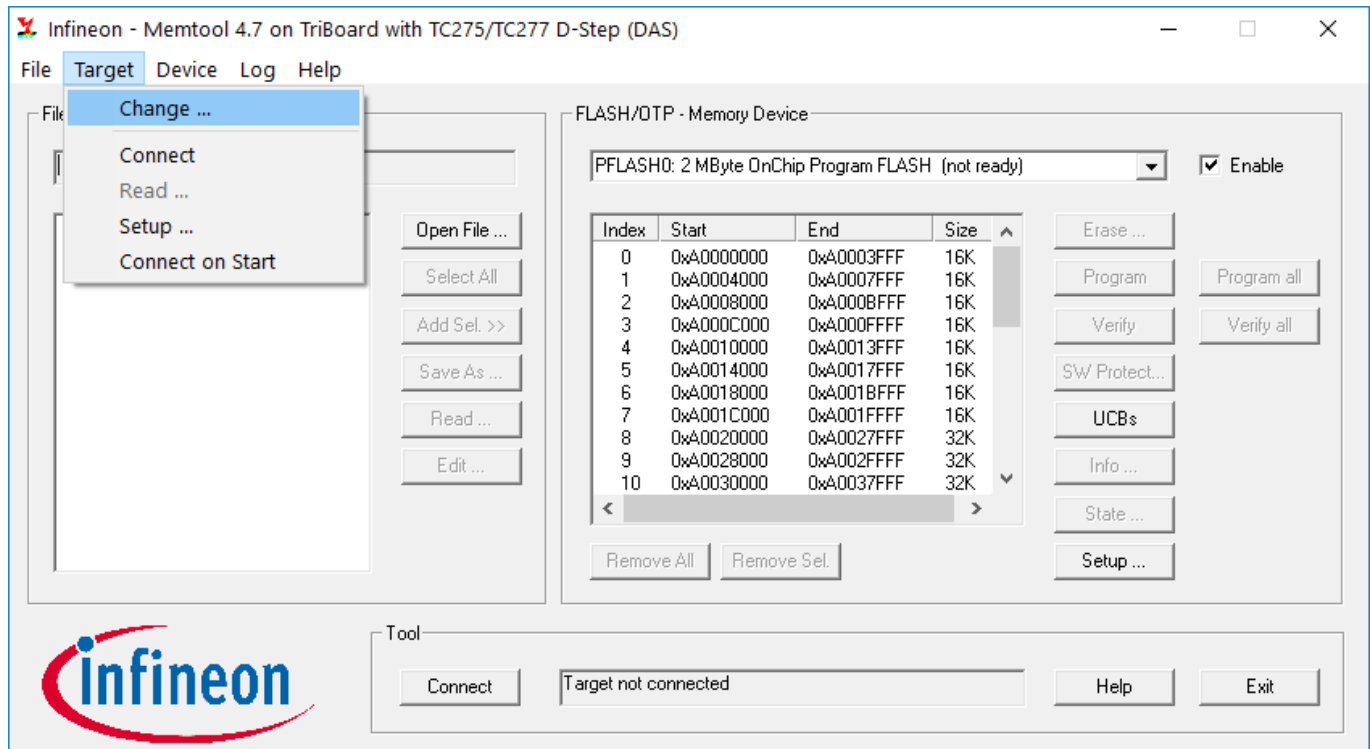 Infineon - Memtool 4.7 on TriBoard with TC275/TC277 D-Step (DAS)
File Target Device Log Help
Change ...
Connect
Read ...
Setup ...
Connect on Start
File
Open File ...
Select All
Add Sel. >>
Save As ...
Read ...
Edit ...
FLASH/OTP - Memory Device
PFLASH0: 2 MByte OnChip Program FLASH (not ready)
Enable
Index Start End Size
0 0xA0000000 0xA0003FFF 16K
1 0xA0004000 0xA0007FFF 16K
2 0xA0008000 0xA000BFFF 16K
3 0xA000C000 0xA000FFFF 16K
4 0xA0010000 0xA0013FFF 16K
5 0xA0014000 0xA0017FFF 16K
6 0xA0018000 0xA001BFFF 16K
7 0xA001C000 0xA001FFFF 16K
8 0xA0020000 0xA0027FFF 32K
9 0xA0028000 0xA002FFFF 32K
10 0xA0030000 0xA0037FFF 32K
Remove All
Remove Sel.
Erase ...
Program
Program all
Verify
Verify all
SW Protect...
UCBs
Info ...
State ...
Setup ...
infineon
Tool
Connect
Target not connected
Help
Exit